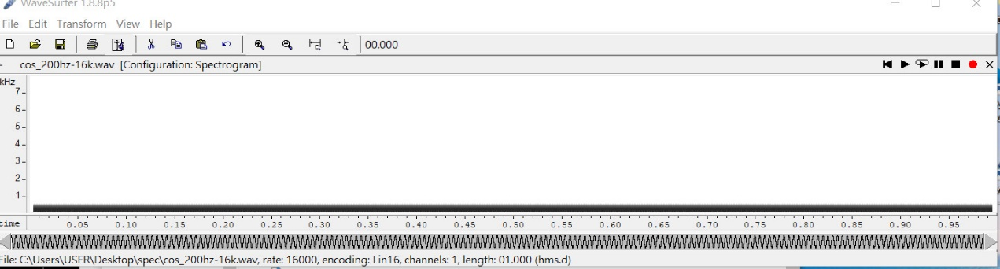 WaveSurfer 1.8.8p5
File Edit Transform View Help
00.000
cos_200hz-16k.wav [Configuration: Spectrogram]
kHz
7
6
5
4
3
2
1
time 0.05 0.10 0.15 0.20 0.25 0.30 0.35 0.40 0.45 0.50 0.55 0.60 0.65 0.70 0.75 0.80 0.85 0.90 0.95
File: C:\Users\USER\Desktop\spec\cos_200hz-16k.wav, rate: 16000, encoding: Lin16, channels: 1, length: 01.000 (hms.d)